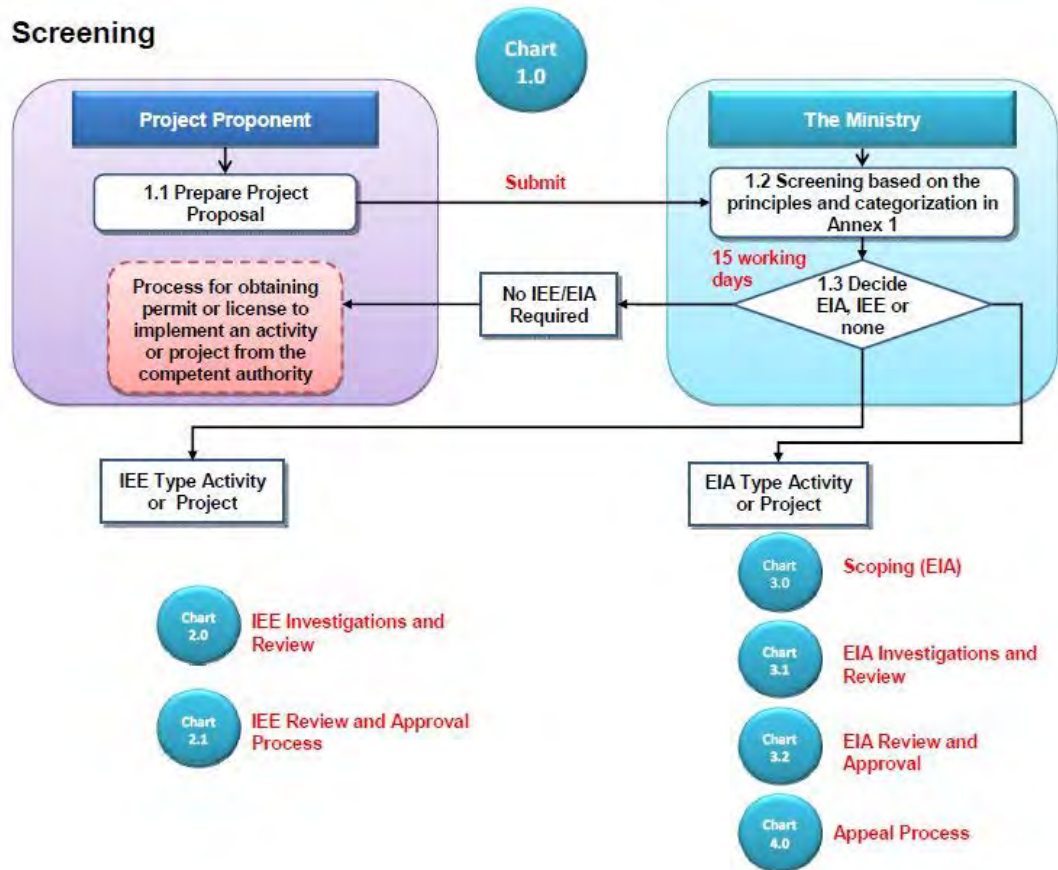 Screening
Chart
1.0
Project Proponent
The Ministry
1.1 Prepare Project
Proposal
Submit
1.2 Screening based on the
principles and categorization in
Annex 1
15 working
days
1.3 Decide
EIA, IEE or
none
No IEE/EIA
Required
Process for obtaining
permit or license to
implement an activity
or project from the
competent authority
IEE Type Activity
or Project
EIA Type Activity
or Project
Chart
2.0
IEE Investigations and
Review
Chart
2.1
IEE Review and Approval
Process
Chart
3.0
Scoping (EIA)
Chart
3.1
EIA Investigations and
Review
Chart
3.2
EIA Review and
Approval
Chart
4.0
Appeal Process